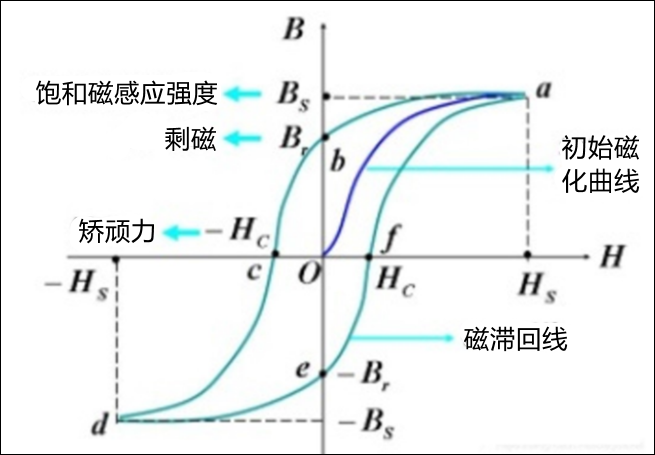 B
饱和磁感应强度 B_S a
剩磁 B_r b
初始磁
化曲线
矫顽力 -H_C f
c O H_C H_S H
-H_S
磁滞回线
e -B_r
d -B_S